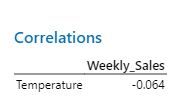 Correlations
Weekly_Sales
Temperature -0.064